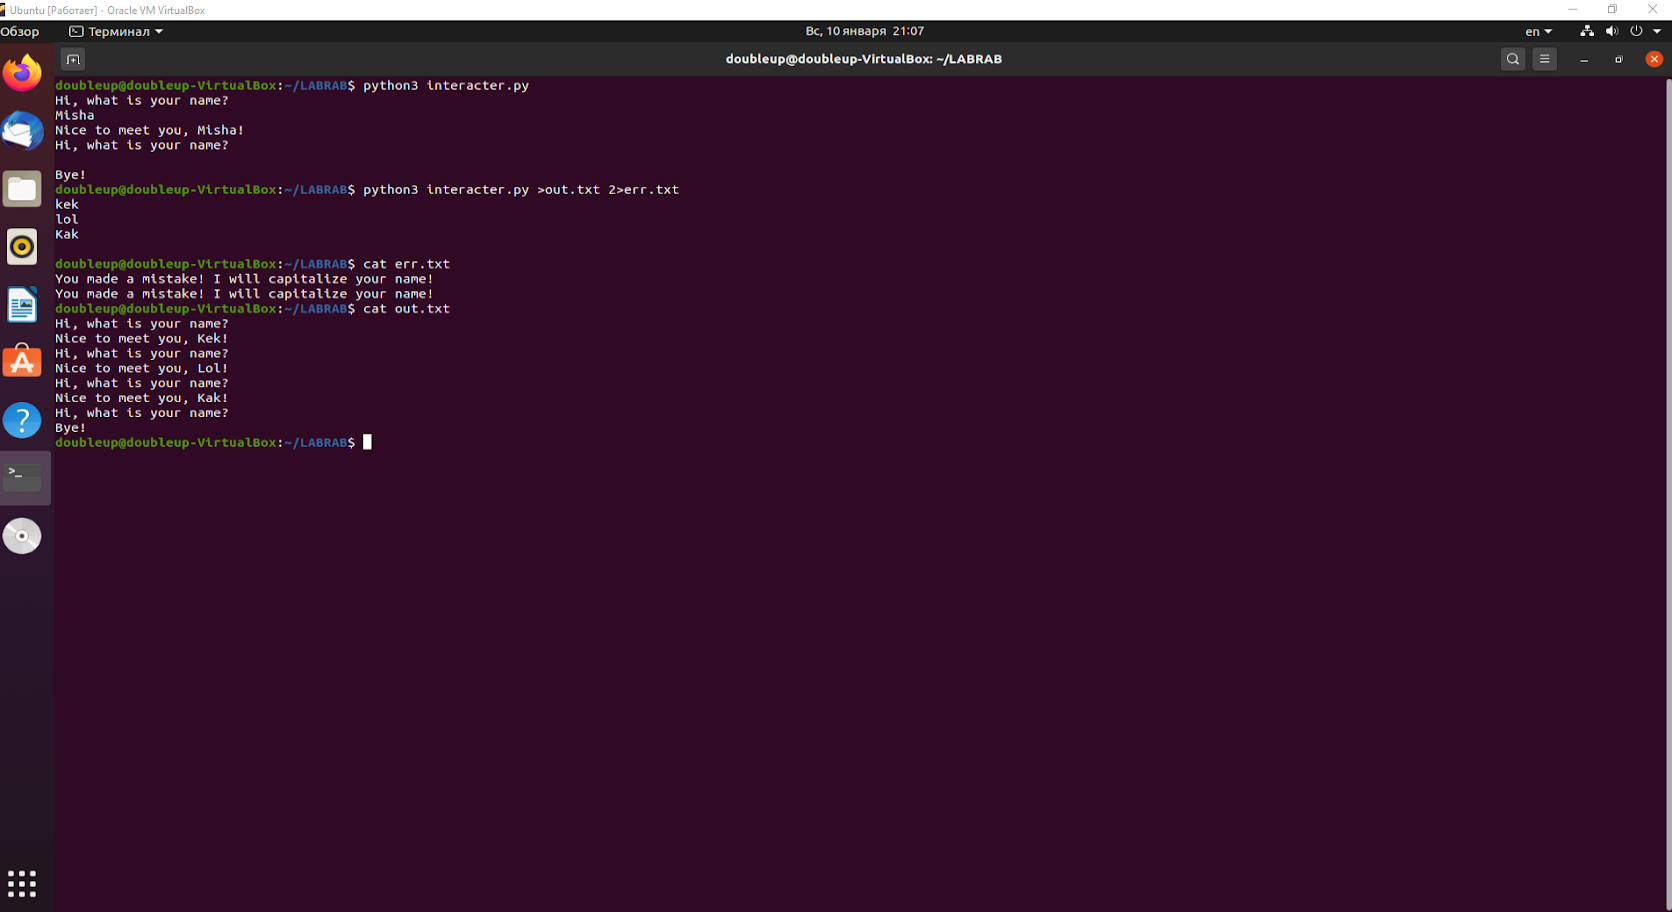 Ubuntu [Работает] - Oracle VM VirtualBox
Обзор Терминал Вс, 10 января 21:07 en
doubleup@doubleup-VirtualBox: ~/LABRAB
doubleup@doubleup-VirtualBox:~/LABRAB$ python3 interacter.py
Hi, what is your name?
Misha
Nice to meet you, Misha!
Hi, what is your name?
Bye!
doubleup@doubleup-VirtualBox:~/LABRAB$ python3 interacter.py >out.txt 2>err.txt
kek
lol
Kak
doubleup@doubleup-VirtualBox:~/LABRAB$ cat err.txt
You made a mistake! I will capitalize your name!
You made a mistake! I will capitalize your name!
doubleup@doubleup-VirtualBox:~/LABRAB$ cat out.txt
Hi, what is your name?
Nice to meet you, Kek!
Hi, what is your name?
Nice to meet you, Lol!
Hi, what is your name?
Nice to meet you, Kak!
Hi, what is your name?
Bye!
doubleup@doubleup-VirtualBox:~/LABRAB$